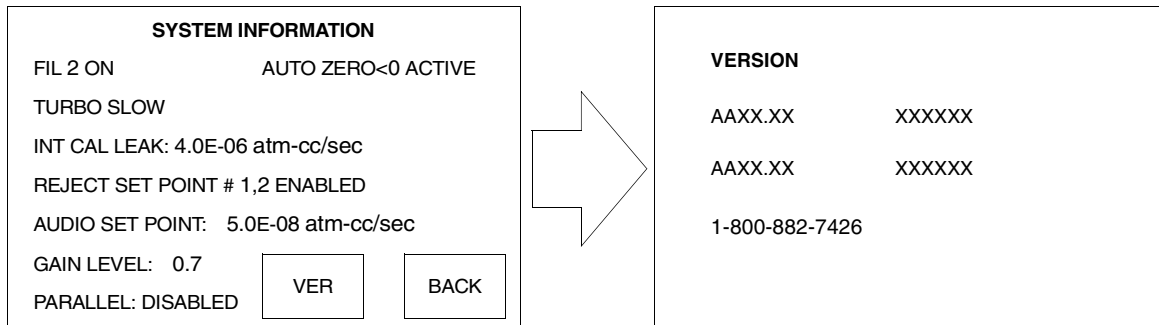 SYSTEM INFORMATION
FIL 2 ON AUTO ZERO<0 ACTIVE
TURBO SLOW
INT CAL LEAK: 4.0E-06 atm-cc/sec
REJECT SET POINT # 1,2 ENABLED
AUDIO SET POINT: 5.0E-08 atm-cc/sec
GAIN LEVEL: 0.7
PARALLEL: DISABLED
VER
BACK
VERSION
AAXX.XX XXXXXX
AAXX.XX XXXXXX
1-800-882-7426